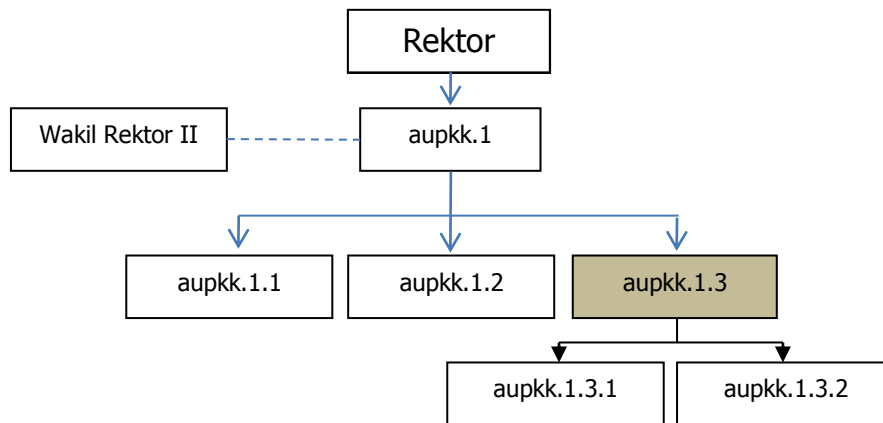 Rektor
Wakil Rektor II
aupkk.1
aupkk.1.1
aupkk.1.2
aupkk.1.3
aupkk.1.3.1
aupkk.1.3.2